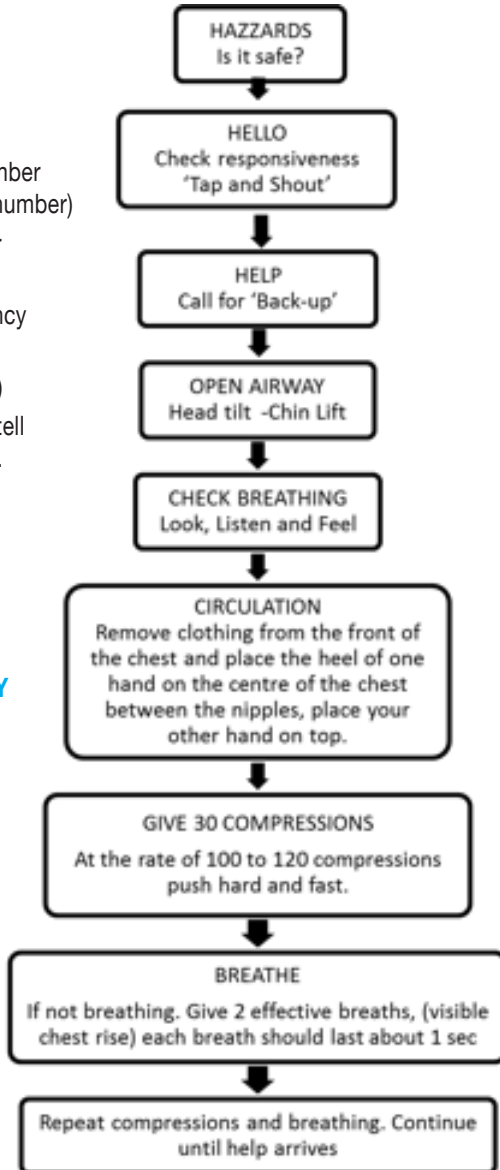 HAZZARDS
Is it safe?
HELLO
Check responsiveness
'Tap and Shout'
HELP
Call for 'Back-up'
OPEN AIRWAY
Head tilt -Chin Lift
CHECK BREATHING
Look, Listen and Feel
CIRCULATION
Remove clothing from the front of
the chest and place the heel of one
hand on the centre of the chest
between the nipples, place your
other hand on top.
GIVE 30 COMPRESSIONS
At the rate of 100 to 120 compressions
push hard and fast.
BREATHE
If not breathing. Give 2 effective breaths, (visible
chest rise) each breath should last about 1 sec
Repeat compressions and breathing. Continue
until help arrives
number)
tell
Y